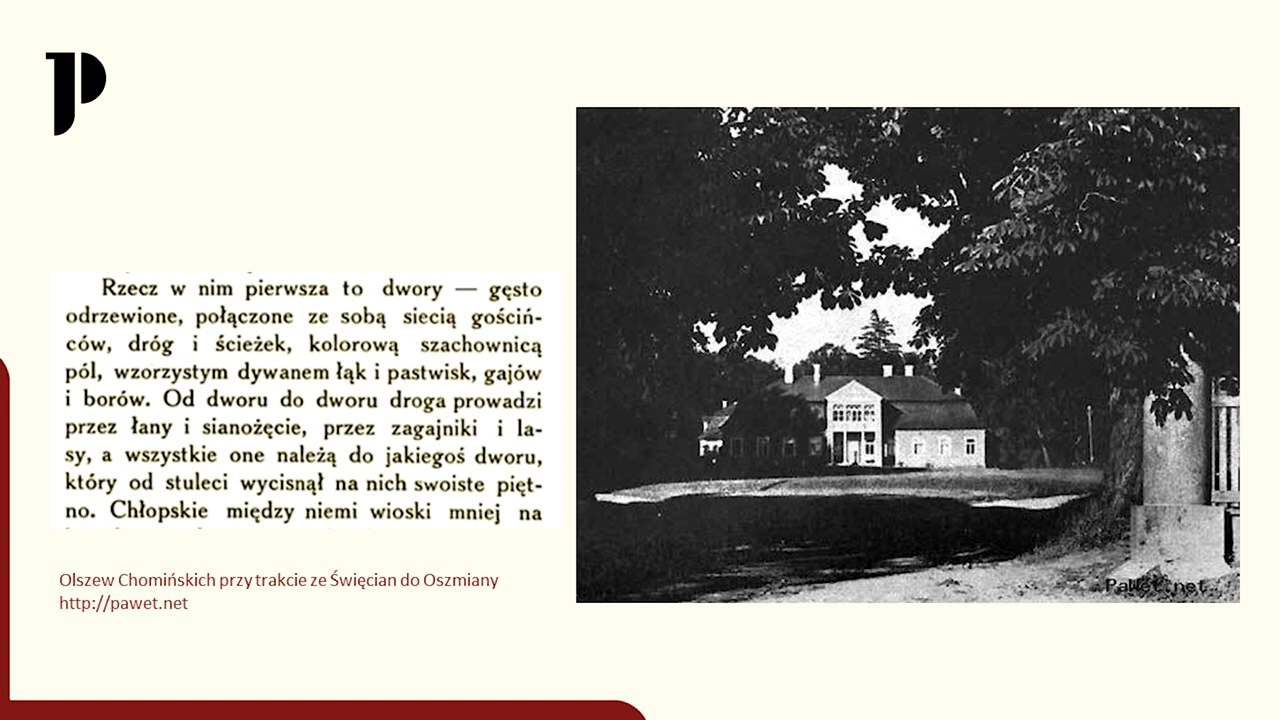 Rzecz w nim pierwsza to dwory — gęsto
odrzewione, połączone ze sobą siecią gościń-
ców, dróg i ścieżek, kolorową szachownicą
pól, wzorzystym dywanem łąk i pastwisk, gajów
i borów. Od dworu do dworu droga prowadzi
przez łany i sianożęcie, przez zagajniki i la-
sy, a wszystkie one należą do jakiegoś dworu,
który od stuleci wycisnął na nich swoiste pięt-
no. Chłopskie między niemi wioski mniej na
Olszew Chomińskich przy trakcie ze Święcian do Oszmiany
http://pawet.net
PaWet.net